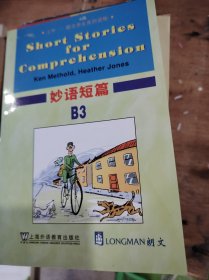 Short Stories
for
Comprehension
Ken Methold, Heather Jones
妙语短篇
B3
上海外语教育出版社
LONGMAN 朗文